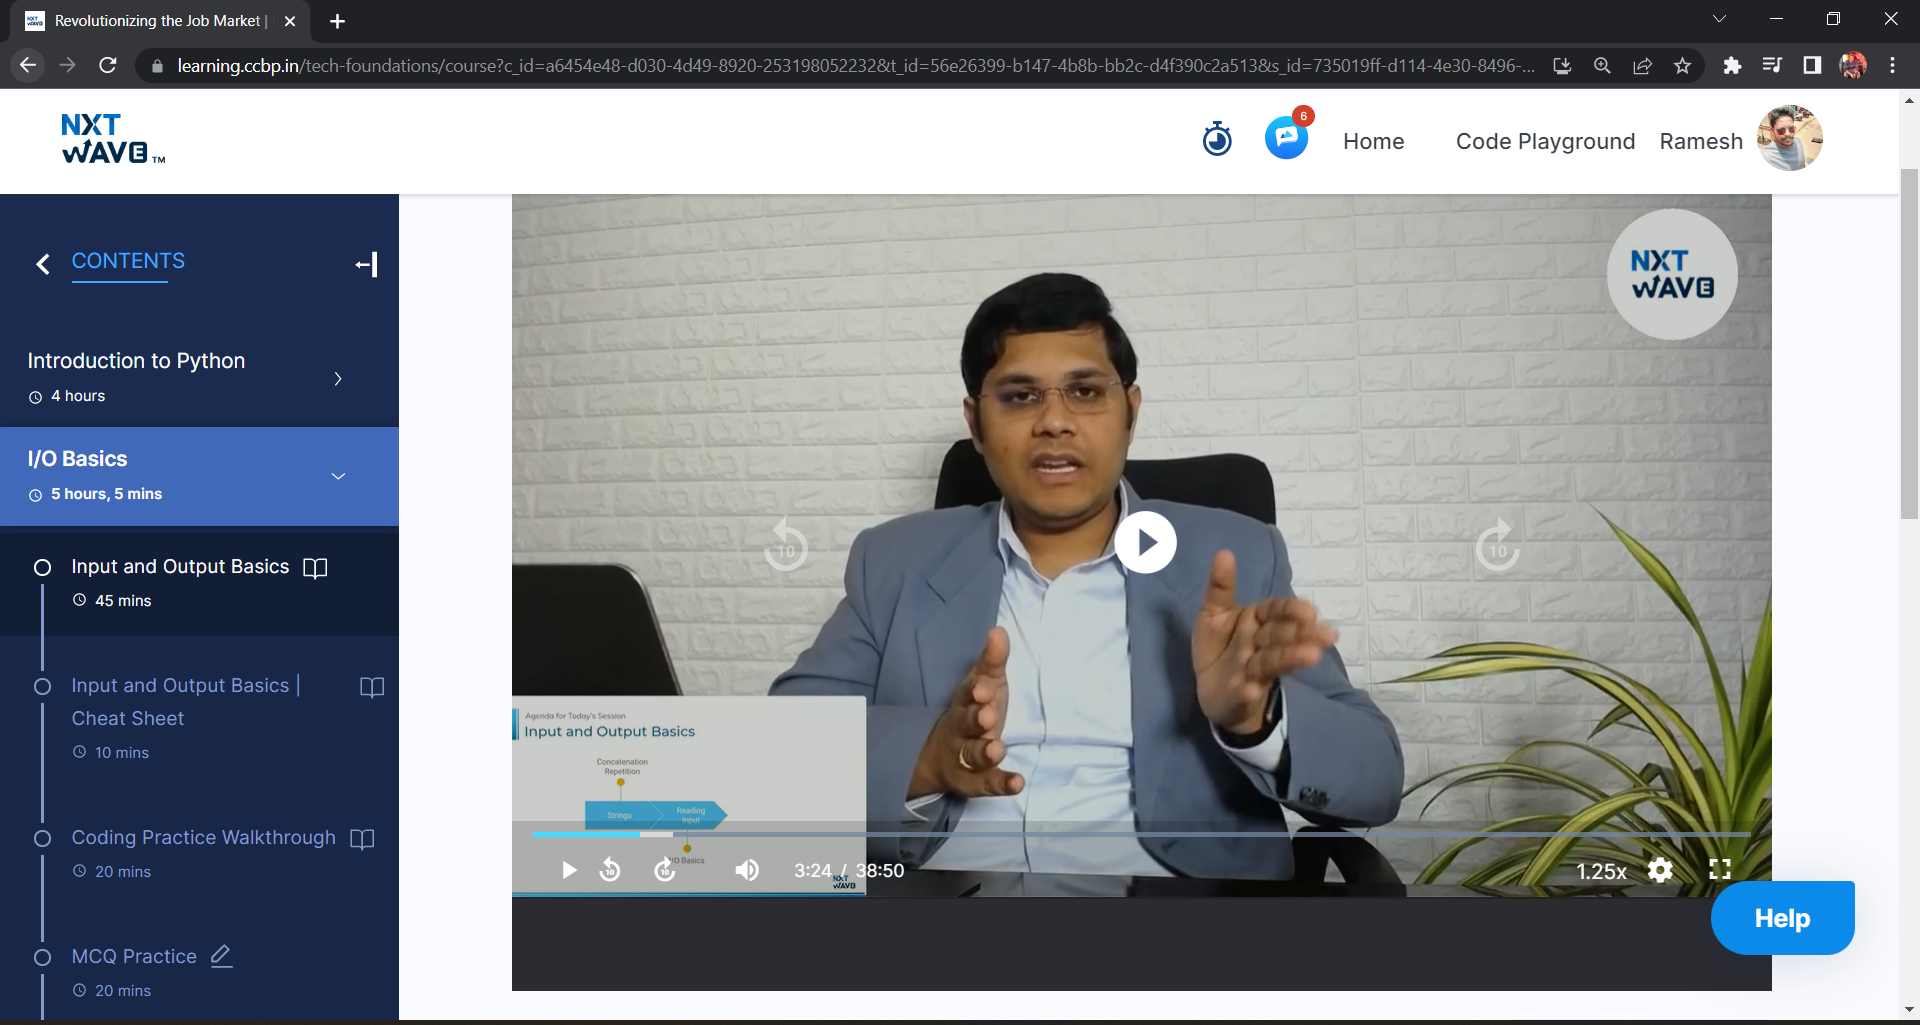 Revolutionizing the Job Market |
learning.ccbp.in/tech-foundations/course?c_id=a6454e48-d030-4d49-8920-253198052232&t_id=56e26399-b147-4b8b-bb2c-d4f390c2a513&s_id=735019ff-d114-4e30-8496-...
NXT
WAVE TM
6
Home
Code Playground
Ramesh
CONTENTS
Introduction to Python
4 hours
I/O Basics
5 hours, 5 mins
Input and Output Basics
45 mins
Input and Output Basics |
Cheat Sheet
10 mins
Coding Practice Walkthrough
20 mins
MCQ Practice
20 mins
NXT
WAVE
10
10
Agenda for Today's Session
Input and Output Basics
Concatenation
Repetition
Strings
Reading
Input
I/O Basics
NXT
WAVE
10
10
3:24 / 38:50
1.25x
Help